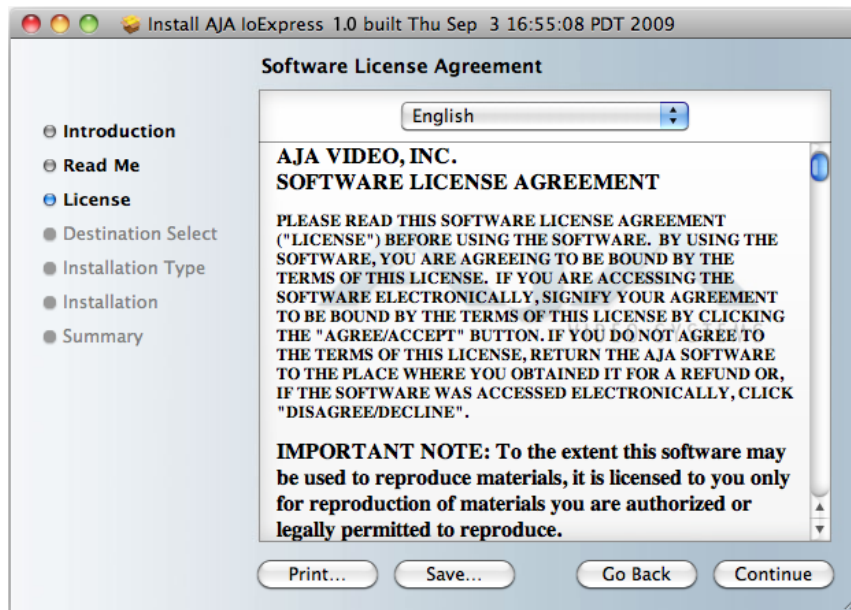 Install AJA IoExpress 1.0 built Thu Sep 3 16:55:08 PDT 2009
Software License Agreement
Introduction
Read Me
License
Destination Select
Installation Type
Installation
Summary
English
AJA VIDEO, INC.
SOFTWARE LICENSE AGREEMENT
PLEASE READ THIS SOFTWARE LICENSE AGREEMENT
("LICENSE") BEFORE USING THE SOFTWARE. BY USING THE
SOFTWARE, YOU ARE AGREEING TO BE BOUND BY THE
TERMS OF THIS LICENSE. IF YOU ARE ACCESSING THE
SOFTWARE ELECTRONICALLY, SIGNIFY YOUR AGREEMENT
TO BE BOUND BY THE TERMS OF THIS LICENSE BY CLICKING
THE "AGREE/ACCEPT" BUTTON. IF YOU DO NOT AGREE TO
THE TERMS OF THIS LICENSE, RETURN THE AJA SOFTWARE
TO THE PLACE WHERE YOU OBTAINED IT FOR A REFUND OR,
IF THE SOFTWARE WAS ACCESSED ELECTRONICALLY, CLICK
"DISAGREE/DECLINE".
IMPORTANT NOTE: To the extent this software may
be used to reproduce materials, it is licensed to you only
for reproduction of materials you are authorized or
legally permitted to reproduce.
AJA
VIDEO SYSTEMS
Print...
Save...
Go Back
Continue